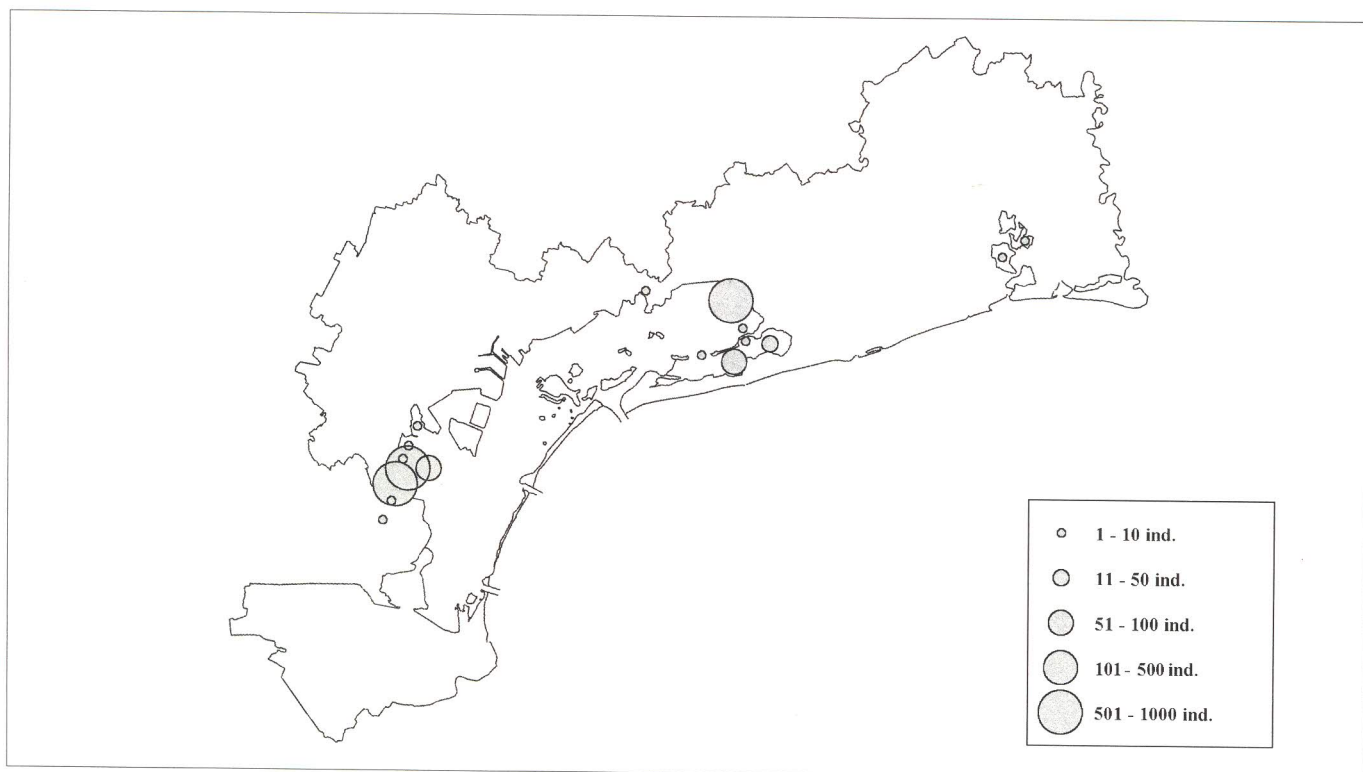 1 - 10 ind.
11 - 50 ind.
51 - 100 ind.
101 - 500 ind.
501 - 1000 ind.